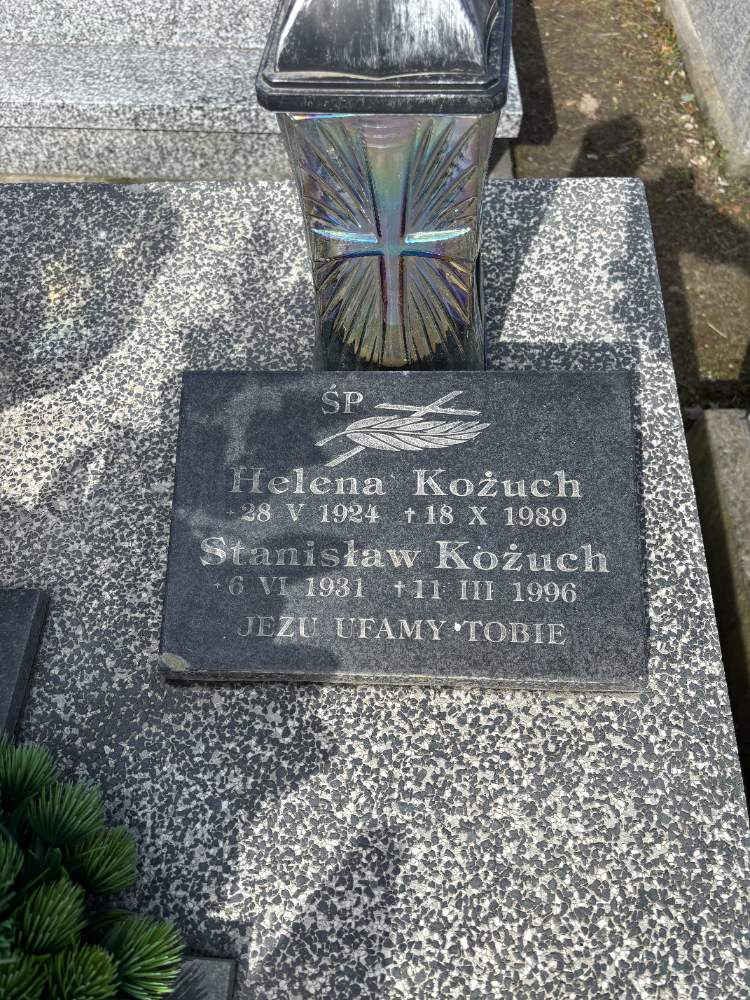 ŚP
Helena Kożuch
*28 V 1924 †18 X 1989
Stanisław Kożuch
*6 VI 1931 †11 III 1996
JEZU UFAMY TOBIE